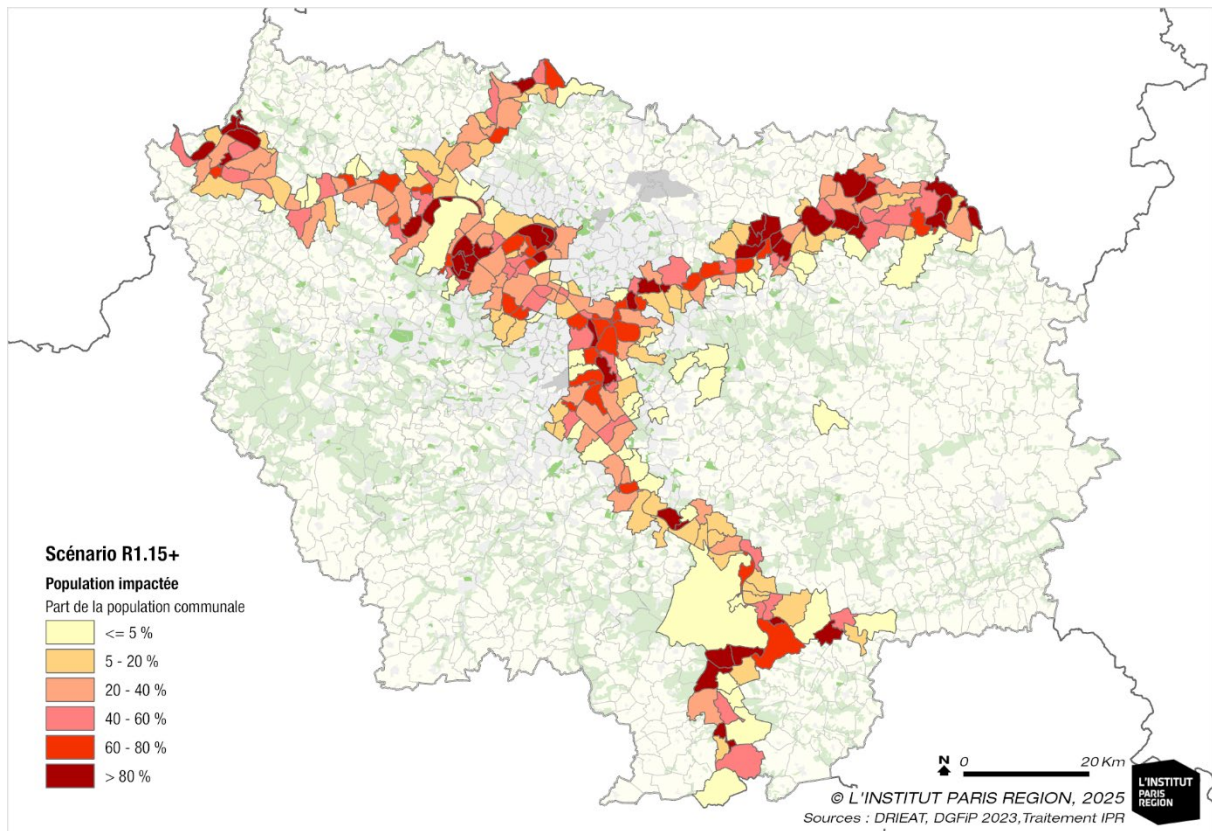 Scénario R1.15+
Population impactée
Part de la population communale
<= 5 %
5 - 20 %
20 - 40 %
40 - 60 %
60 - 80 %
> 80 %
N 0 20 Km
© L'INSTITUT PARIS REGION, 2025
Sources : DRIEAT, DGFiP 2023,Traitement IPR
L'INSTITUT
PARIS
REGION